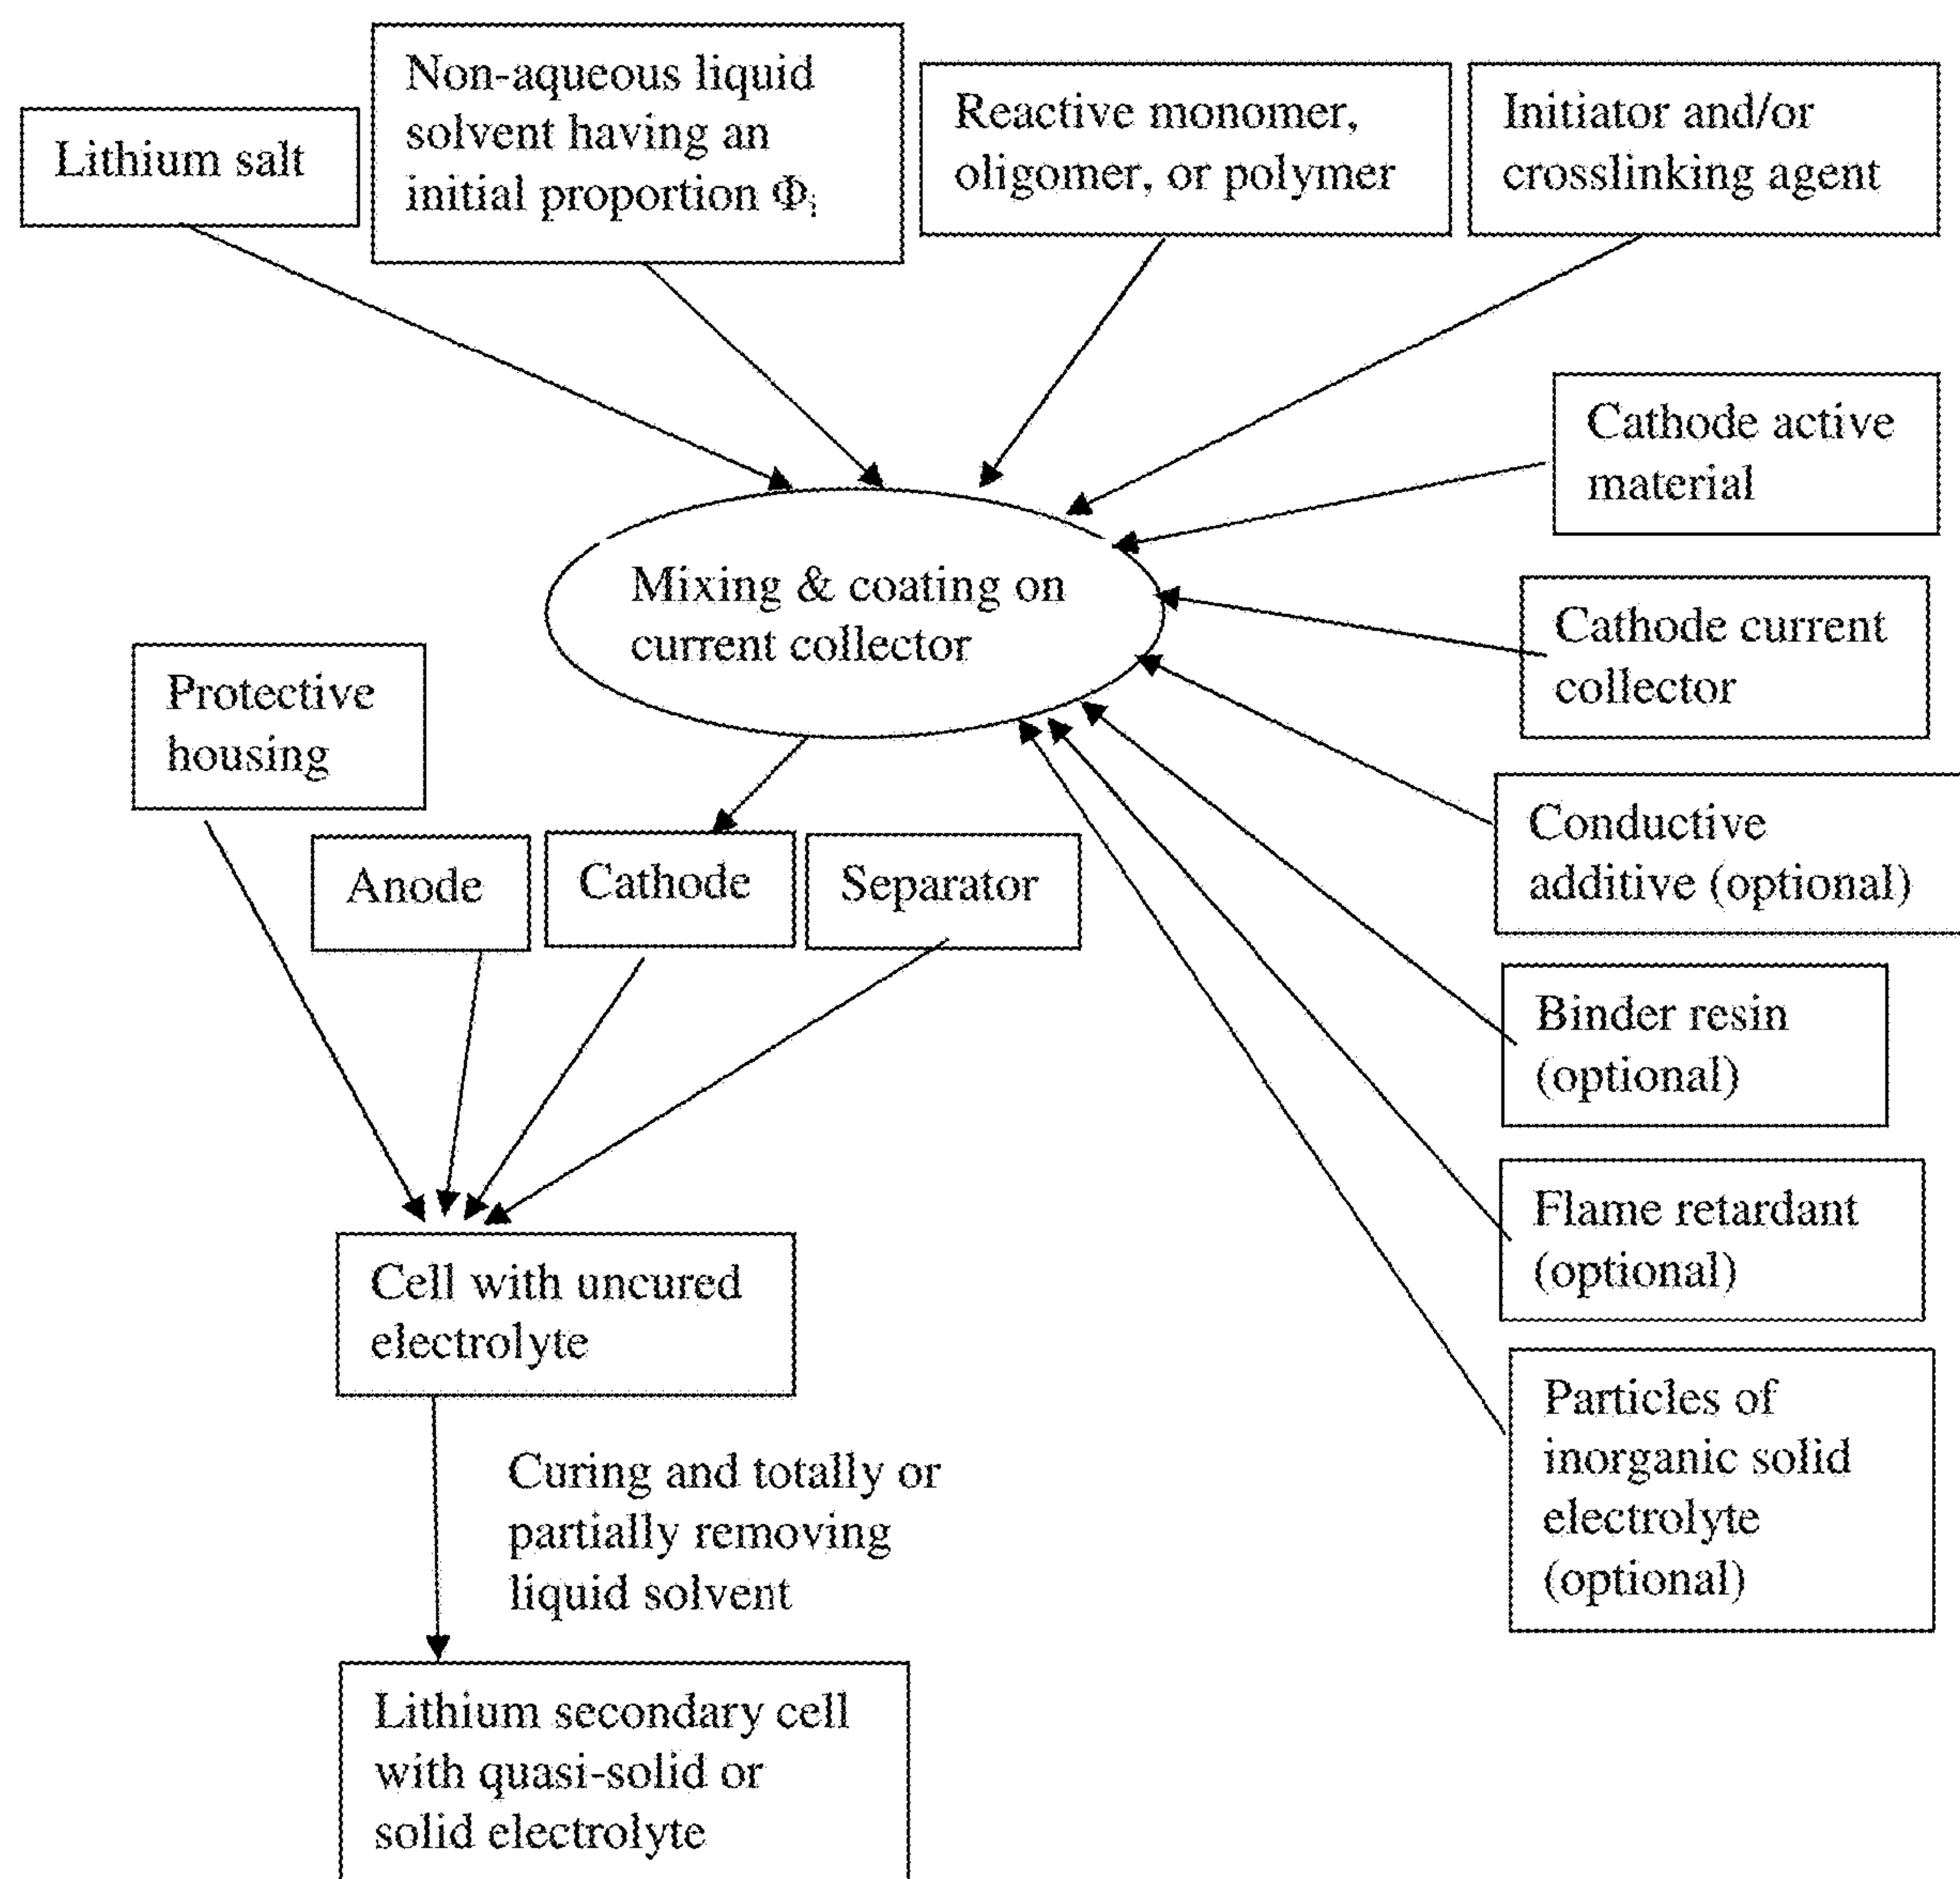 Lithium salt
Non-aqueous liquid
solvent having an
initial proportion Φi
Reactive monomer,
oligomer, or polymer
Initiator and/or
crosslinking agent
Cathode active
material
Mixing & coating on
current collector
Cathode current
collector
Protective
housing
Conductive
additive (optional)
Anode
Cathode
Separator
Binder resin
(optional)
Flame retardant
(optional)
Cell with uncured
electrolyte
Particles of
inorganic solid
electrolyte
(optional)
Curing and totally or
partially removing
liquid solvent
Lithium secondary cell
with quasi-solid or
solid electrolyte